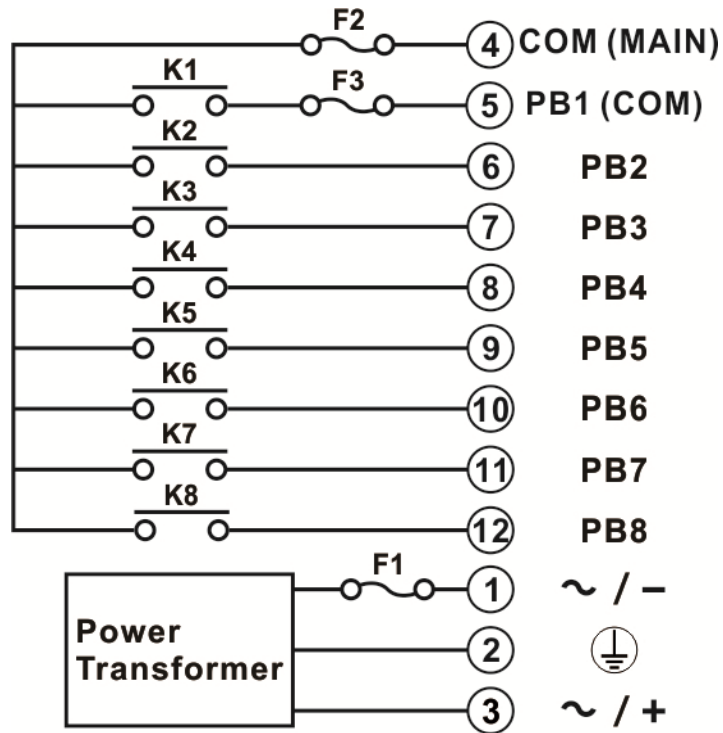 F2
4 COM (MAIN)
K1 F3
5 PB1 (COM)
K2
6 PB2
K3
7 PB3
K4
8 PB4
K5
9 PB5
K6
10 PB6
K7
11 PB7
K8
12 PB8
F1
1 ~ / −
Power
Transformer
2
3 ~ / +